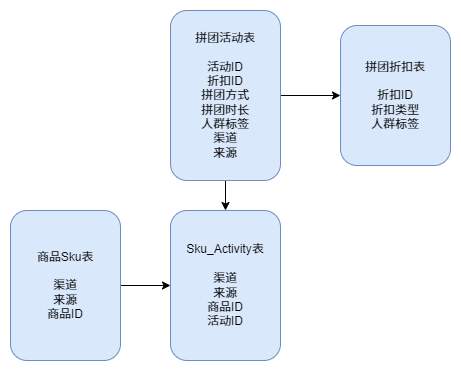 拼团活动表
活动ID
折扣ID
拼团方式
拼团时长
人群标签
渠道
来源
拼团折扣表
折扣ID
折扣类型
人群标签
商品Sku表
渠道
来源
商品ID
Sku_Activity表
渠道
来源
商品ID
活动ID